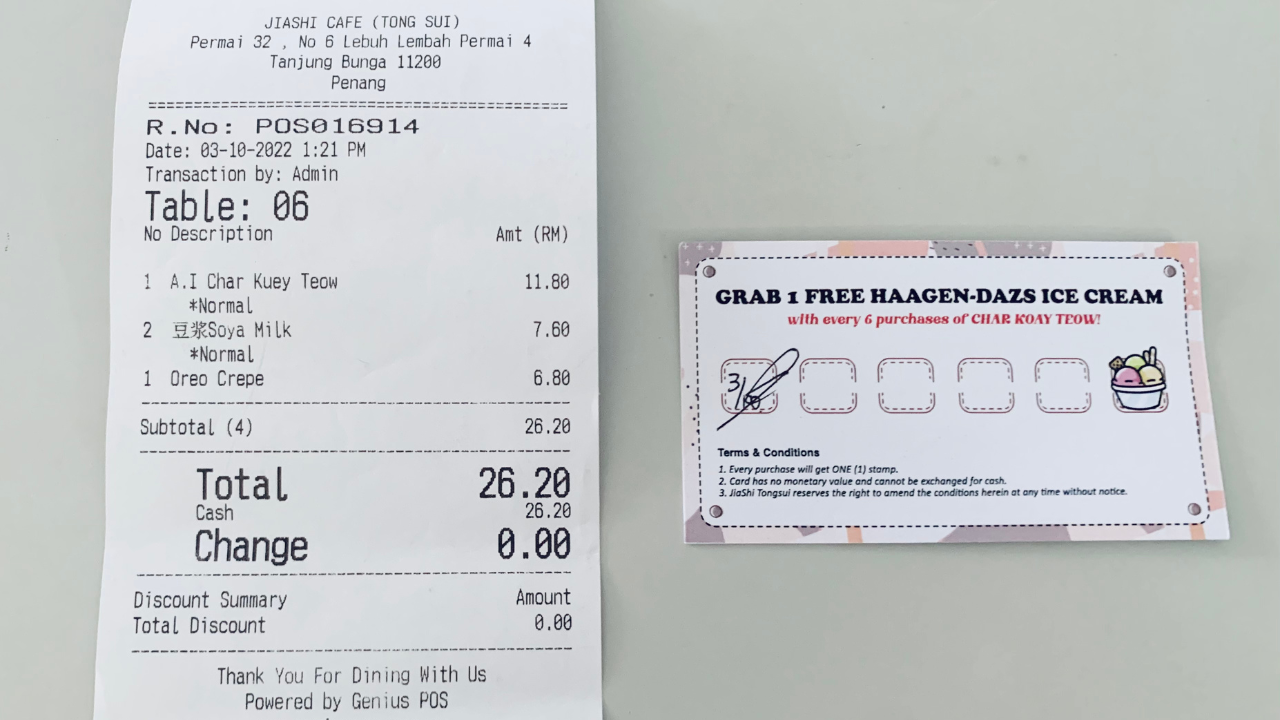 JIASHI CAFE (TONG SUI)
Permai 32 , No 6 Lebuh Lembah Permai 4
Tanjung Bunga 11200
Penang
R.No: POS016914
Date: 03-10-2022 1:21 PM
Transaction by: Admin
Table: 06
No Description Amt (RM)
1 A.I Char Kuey Teow 11.80
*Normal
2 豆浆Soya Milk 7.60
*Normal
1 Oreo Crepe 6.80
Subtotal (4) 26.20
Total 26.20
Cash 26.20
Change 0.00
Discount Summary Amount
Total Discount 0.00
Thank You For Dining With Us
Powered by Genius POS
GRAB 1 FREE HAAGEN-DAZS ICE CREAM
with every 6 purchases of CHAR KOAY TEOW!
3/10
Terms & Conditions
1. Every purchase will get ONE (1) stamp.
2. Card has no monetary value and cannot be exchanged for cash.
3. JiaShi Tongsui reserves the right to amend the conditions herein at any time without notice.